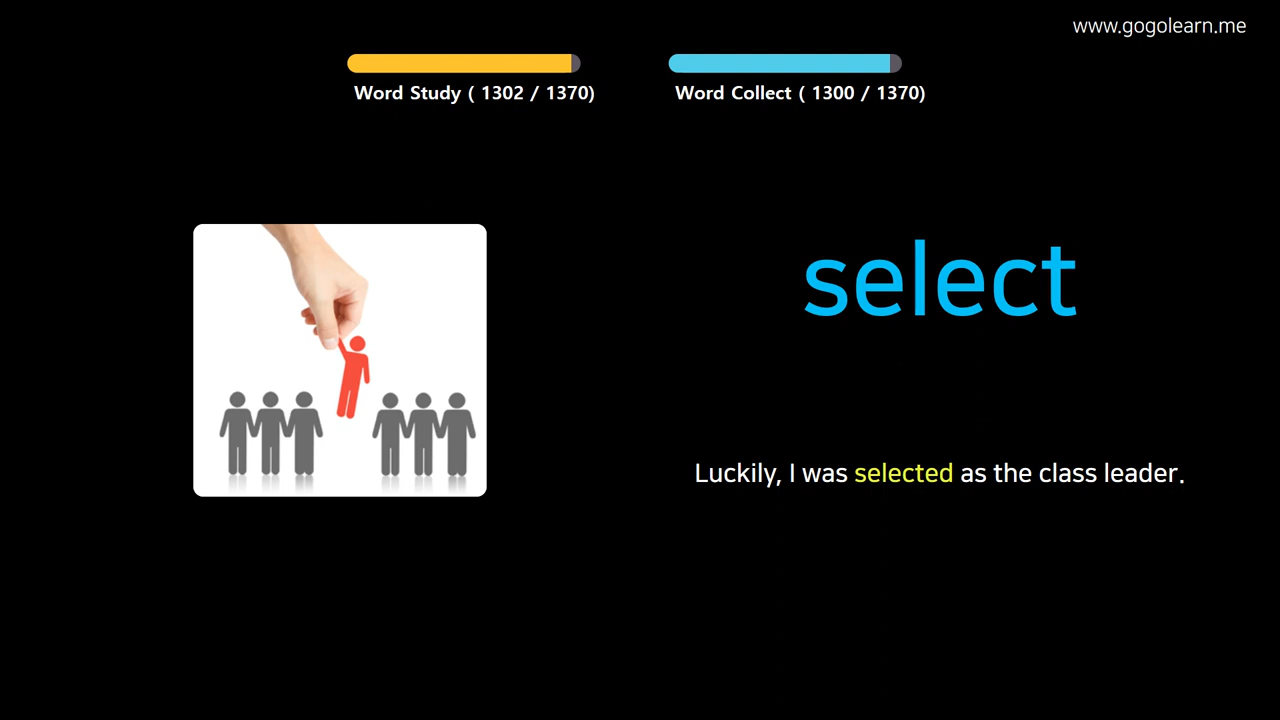 www.gogolearn.me
Word Study ( 1302 / 1370)
Word Collect ( 1300 / 1370)
select
Luckily, I was selected as the class leader.